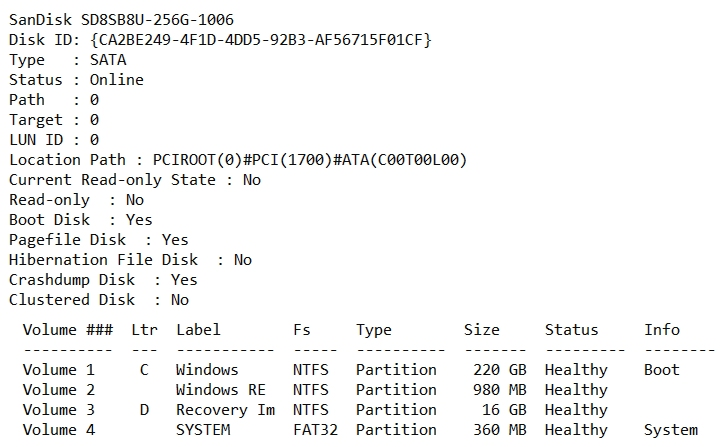 SanDisk SD8SB8U-256G-1006
Disk ID: {CA2BE249-4F1D-4DD5-92B3-AF56715F01CF}
Type   : SATA
Status : Online
Path   : 0
Target : 0
LUN ID : 0
Location Path : PCIROOT(0)#PCI(1700)#ATA(C00T00L00)
Current Read-only State : No
Read-only  : No
Boot Disk  : Yes
Pagefile Disk  : Yes
Hibernation File Disk  : No
Crashdump Disk  : Yes
Clustered Disk  : No
  Volume ###  Ltr  Label        Fs     Type        Size     Status     Info
  ----------  ---  -----------  -----  ----------  -------  ---------  --------
  Volume 1     C   Windows      NTFS   Partition    220 GB  Healthy    Boot
  Volume 2         Windows RE   NTFS   Partition    980 MB  Healthy
  Volume 3     D   Recovery Im  NTFS   Partition     16 GB  Healthy
  Volume 4         SYSTEM       FAT32  Partition    360 MB  Healthy    System